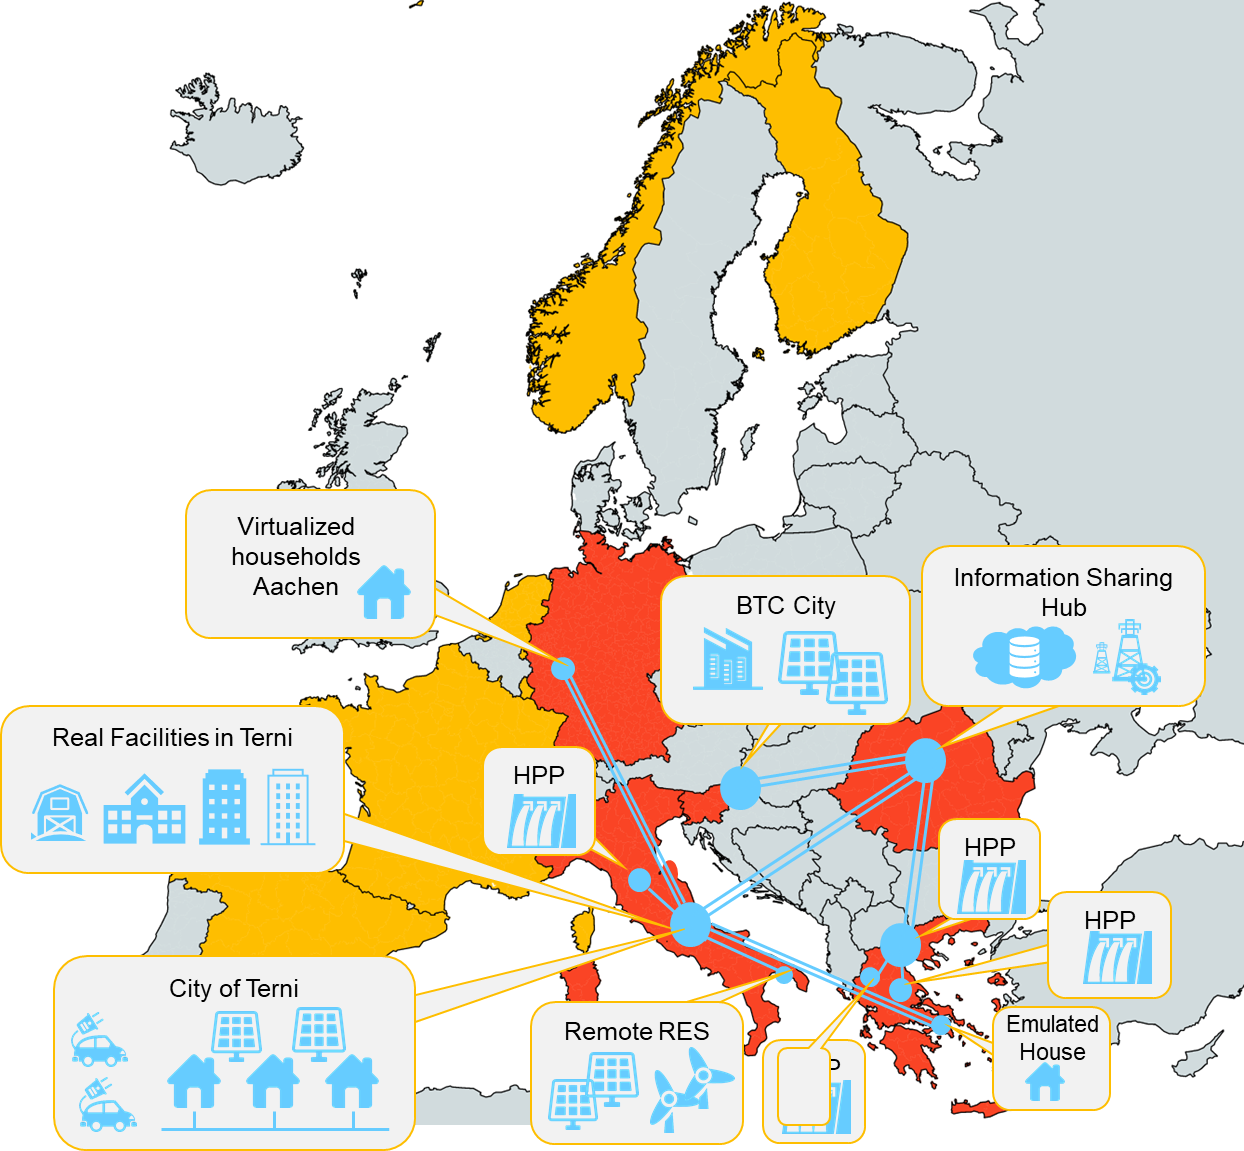 Virtualized
households
Aachen
BTC City
Information Sharing
Hub
Real Facilities in Terni
HPP
HPP
HPP
City of Terni
Remote RES
P
Emulated
House